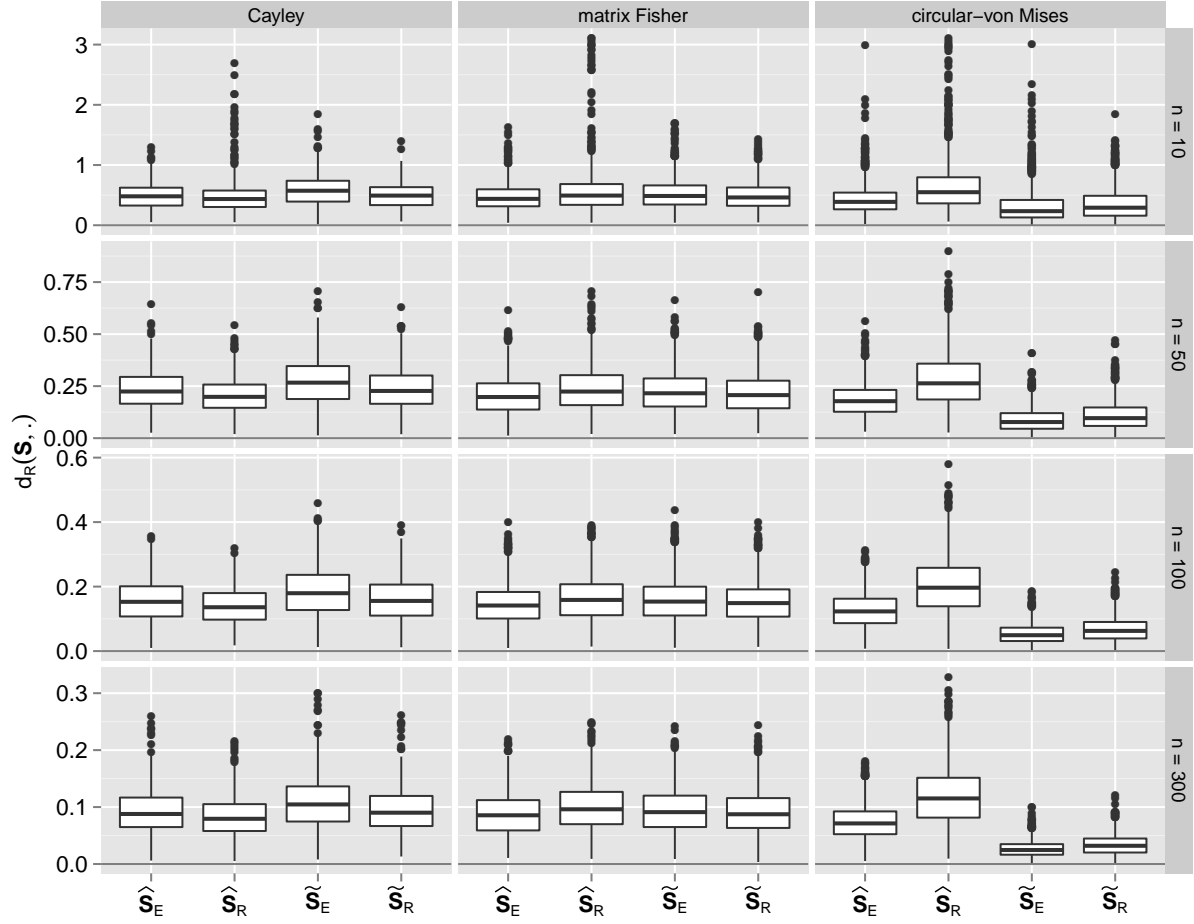 Cayley matrix Fisher circular−von Mises
3
2
1
0
n = 10
0.75
0.50
0.25
0.00
n = 50
d_R(S, .)
0.6
0.4
0.2
0.0
n = 100
0.3
0.2
0.1
0.0
n = 300
Ŝ_E Ŝ_R S̃_E S̃_R Ŝ_E Ŝ_R S̃_E S̃_R Ŝ_E Ŝ_R S̃_E S̃_R